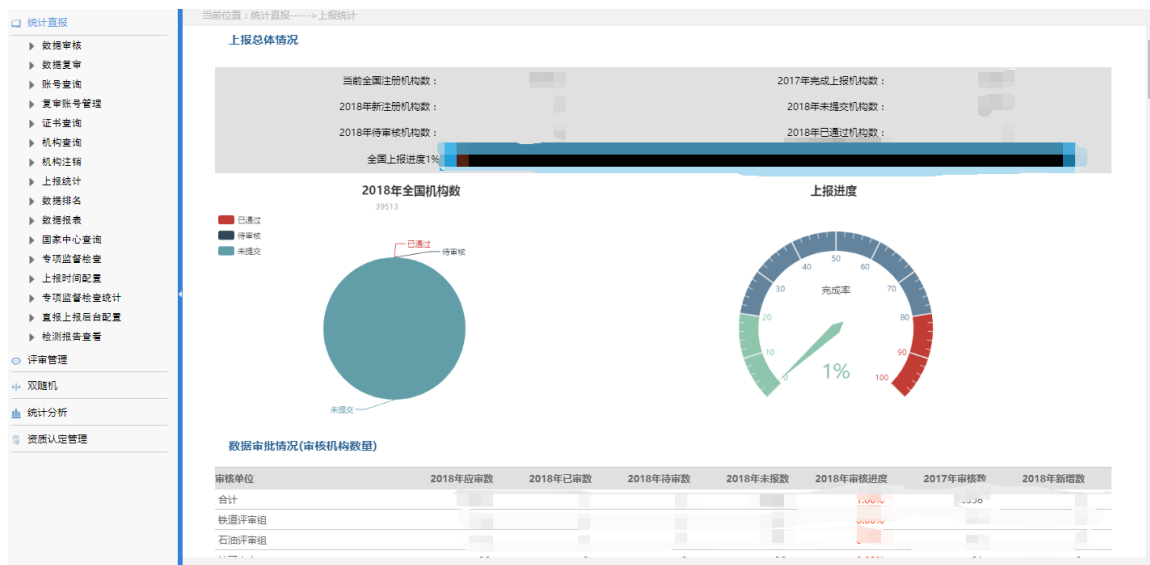 当前位置：统计直报----->上报统计
统计直报
数据审核
数据复审
账号查询
复审账号管理
证书查询
机构查询
机构注销
上报统计
数据排名
数据报表
国家中心查询
专项监督检查
上报时间配置
专项监督检查统计
直报上报后台配置
检测报告查看
评审管理
双随机
统计分析
资质认定管理
上报总体情况
当前全国注册机构数： 2017年完成上报机构数：
2018年新注册机构数： 2018年未提交机构数：
2018年待审核机构数： 2018年已通过机构数：
全国上报进度1%
2018年全国机构数
39513
已通过
待审核
未提交
已通过
待审核
未提交
上报进度
0 10 20 30 40 50 60 70 80 90 100
完成率
1%
数据审批情况(审核机构数量)
审核单位 2018年应审数 2018年已审数 2018年待审数 2018年未报数 2018年审核进度 2017年审核数 2018年新增数
合计
铁道评审组
石油评审组